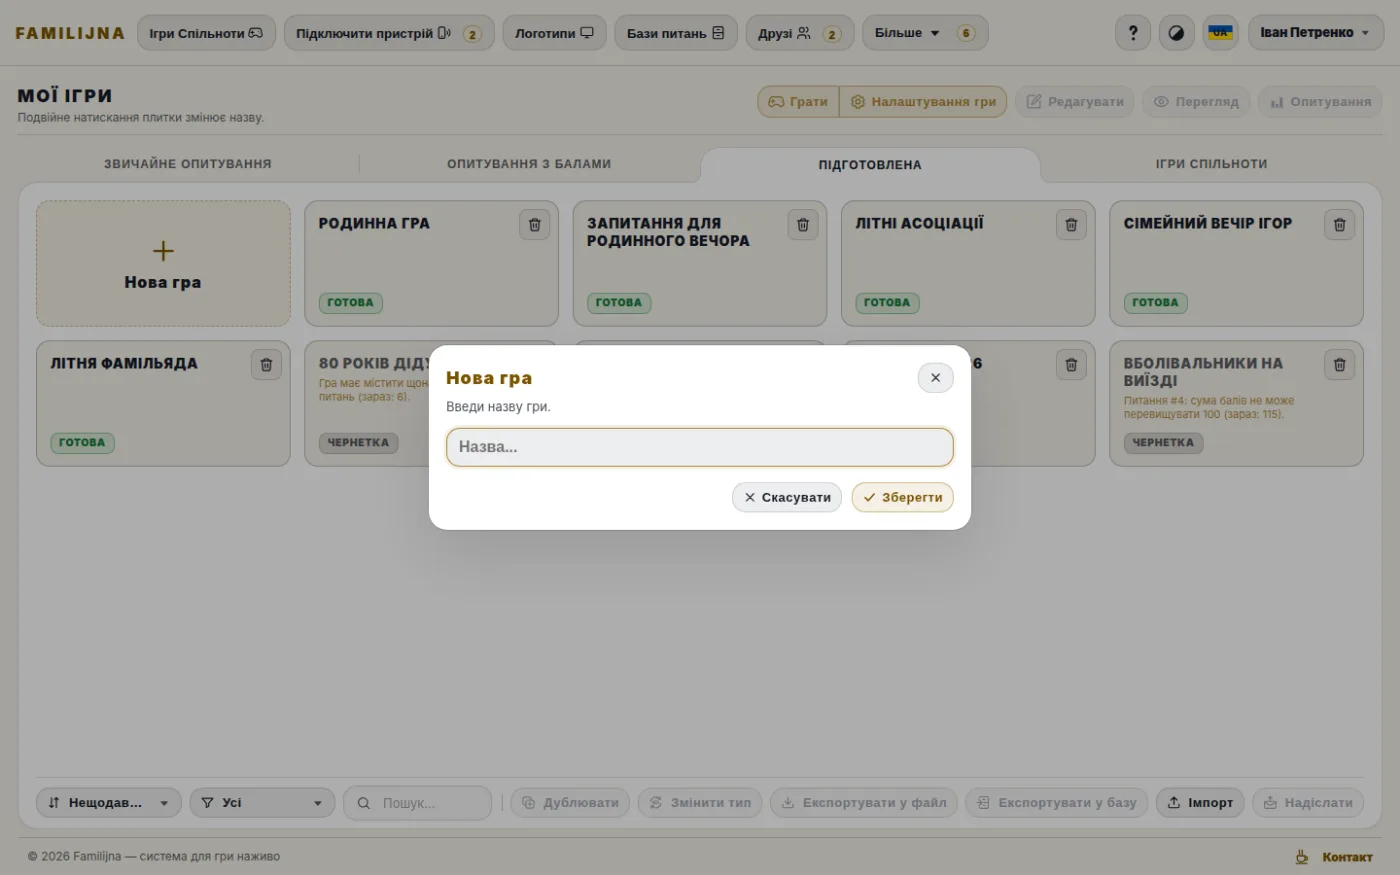 FAMILIJNA
Ігри Спільноти
Підключити пристрій 2
Логотипи
Бази питань
Друзі 2
Більше 6
?
UA
Іван Петренко
МОЇ ІГРИ
Подвійне натискання плитки змінює назву.
Грати
Налаштування гри
Редагувати
Перегляд
Опитування
ЗВИЧАЙНЕ ОПИТУВАННЯ
ОПИТУВАННЯ З БАЛАМИ
ПІДГОТОВЛЕНА
ІГРИ СПІЛЬНОТИ
Нова гра
РОДИННА ГРА
ГОТОВА
ЗАПИТАННЯ ДЛЯ
РОДИННОГО ВЕЧОРА
ГОТОВА
ЛІТНІ АСОЦІАЦІЇ
ГОТОВА
СІМЕЙНИЙ ВЕЧІР ІГОР
ГОТОВА
ЛІТНЯ ФАМІЛЬЯДА
ГОТОВА
80 РОКІВ
Гра має містити
питань (зараз: 6).
ЧЕРНЕТКА
6
ВБОЛІВАЛЬНИКИ НА
ВИЇЗДІ
Питання #4: сума балів не може
перевищувати 100 (зараз: 115).
ЧЕРНЕТКА
Нова гра
Введи назву гри.
Назва...
Скасувати
Зберегти
Нещодав...
Усі
Пошук...
Дублювати
Змінити тип
Експортувати у файл
Експортувати у базу
Імпорт
Надіслати
© 2026 Familijna — система для гри наживо
Контакт